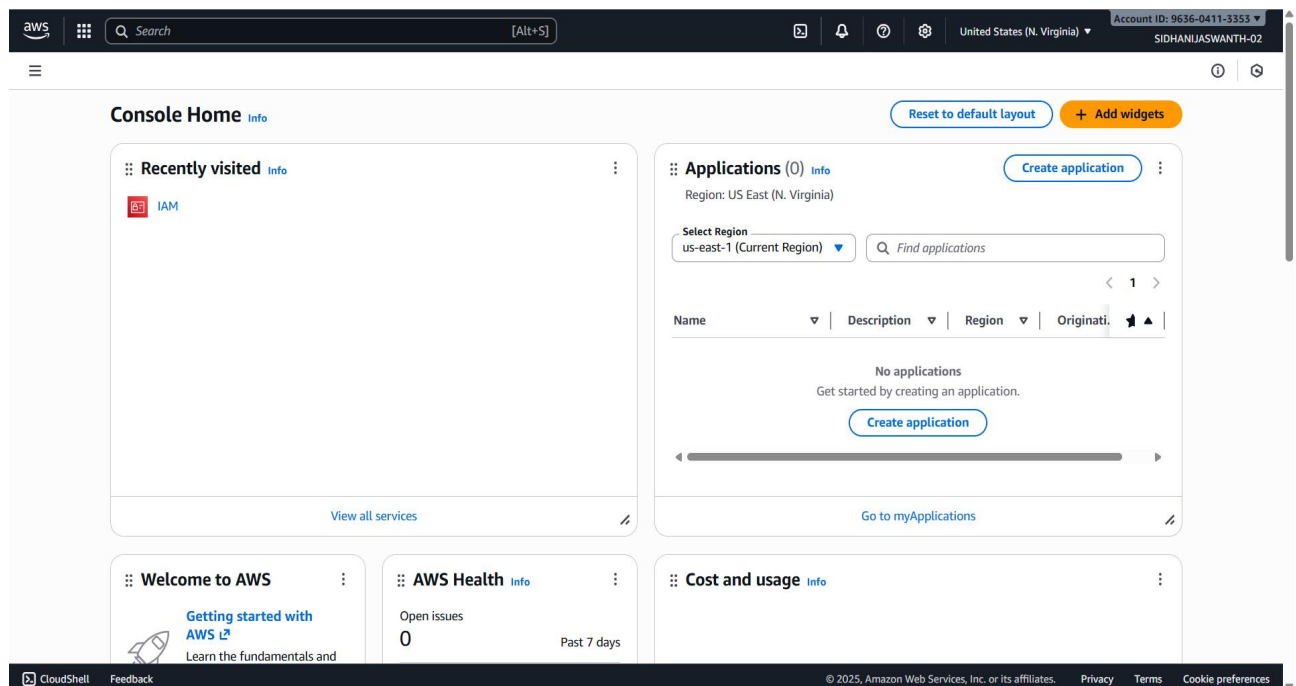 aws
Search [Alt+S]
United States (N. Virginia) ▼
Account ID: 9636-0411-3353 ▼
SIDHANIJASWANTH-02
Console Home Info
Reset to default layout
+ Add widgets
Recently visited Info
IAM
View all services
Applications (0) Info
Create application
Region: US East (N. Virginia)
Select Region
us-east-1 (Current Region) ▼
Find applications
1
Name Description Region Originati.
No applications
Get started by creating an application.
Create application
Go to myApplications
Welcome to AWS
Getting started with
AWS
Learn the fundamentals and
AWS Health Info
Open issues
0 Past 7 days
Cost and usage Info
CloudShell Feedback © 2025, Amazon Web Services, Inc. or its affiliates. Privacy Terms Cookie preferences